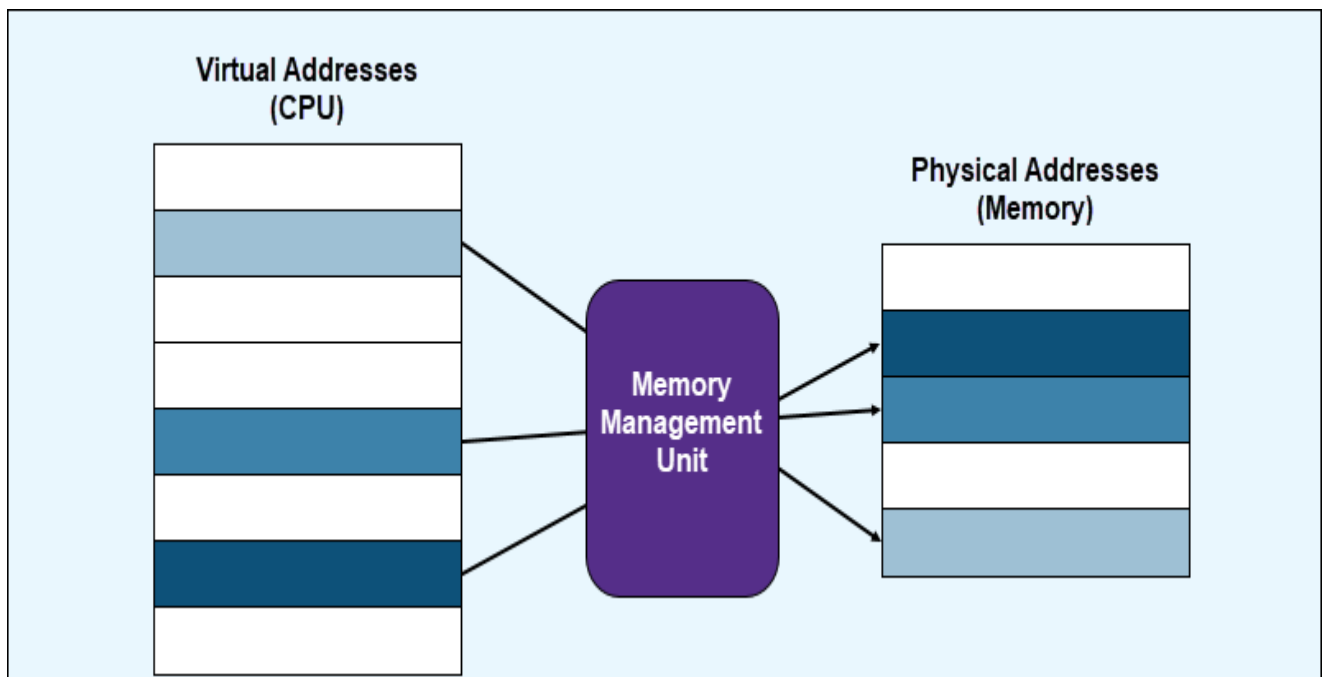 Virtual Addresses
(CPU)
Physical Addresses
(Memory)
Memory
Management
Unit